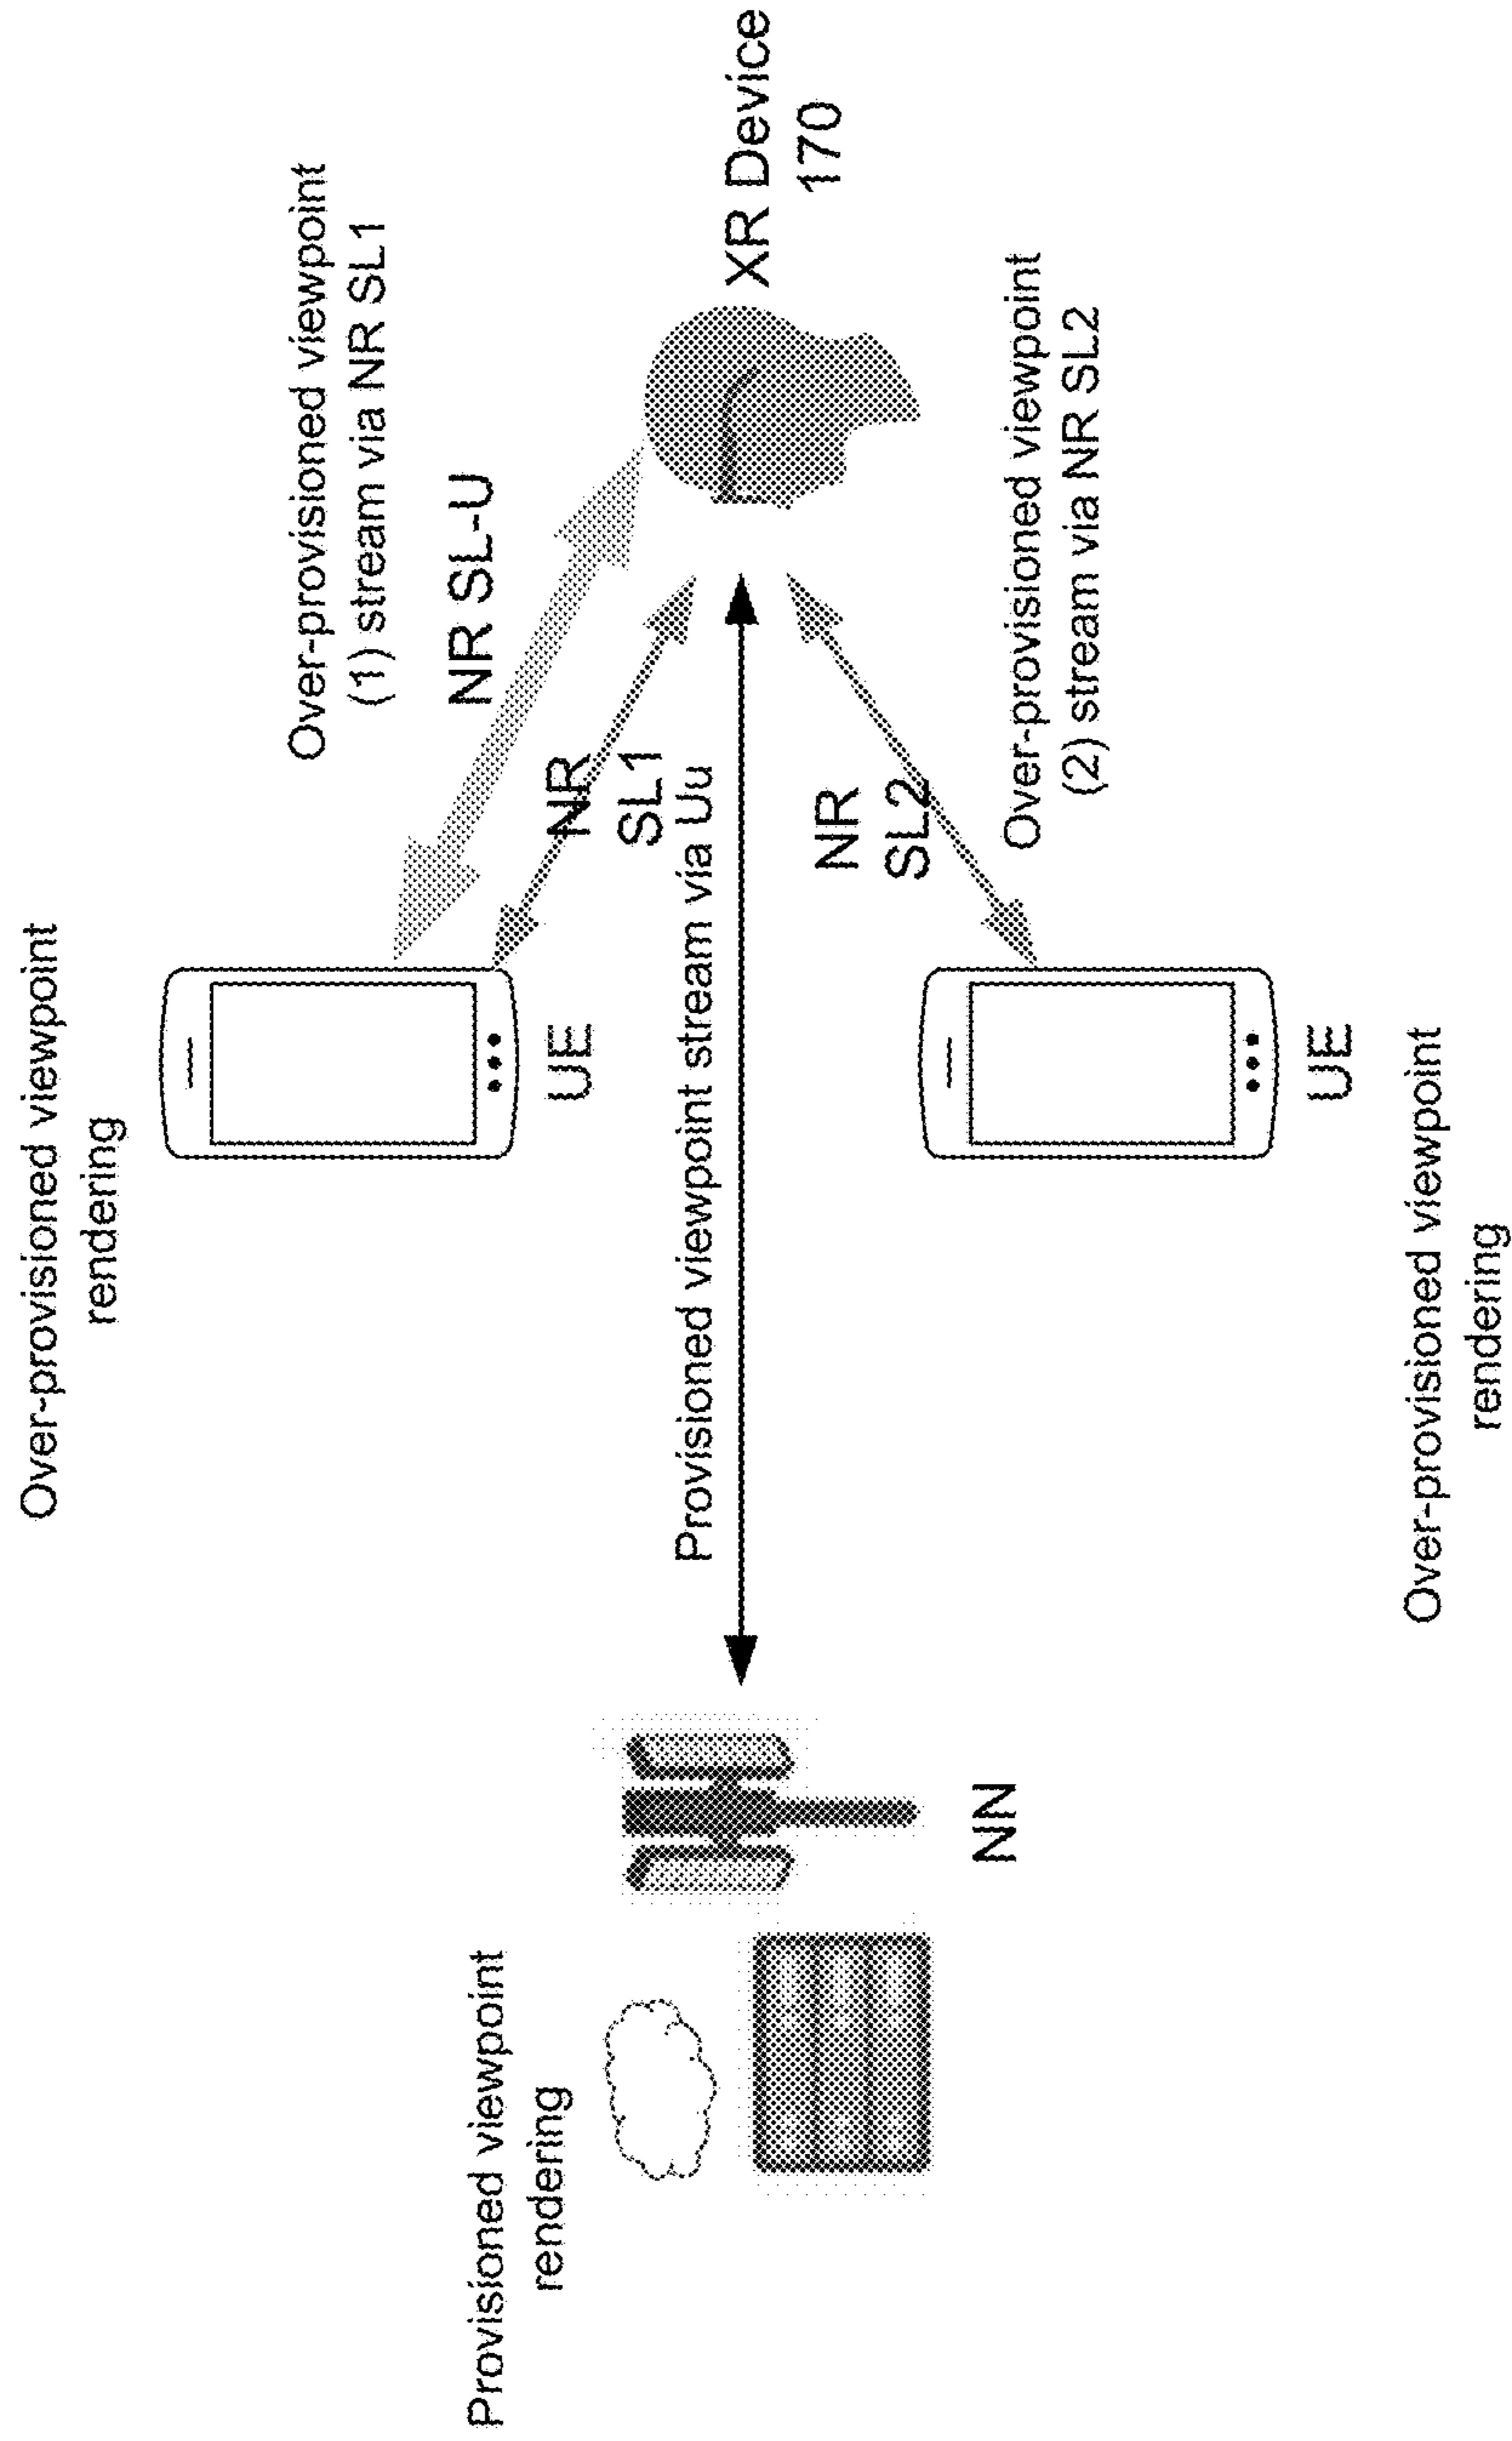 Over-provisioned viewpoint
rendering
Over-provisioned viewpoint
(1) stream via NR SL1
NR SL-U
UE
NR
SL1
Provisioned viewpoint stream via Uu
Provisioned viewpoint
rendering
NN
XR Device
170
NR
SL2
Over-provisioned viewpoint
(2) stream via NR SL2
UE
Over-provisioned viewpoint
rendering